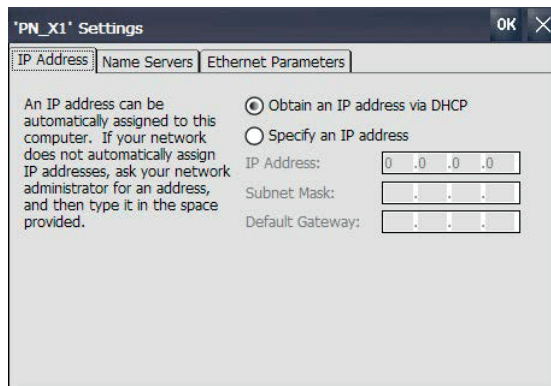 'PN_X1' Settings OK
IP Address Name Servers Ethernet Parameters
An IP address can be
automatically assigned to this
computer. If your network
does not automatically assign
IP addresses, ask your network
administrator for an address,
and then type it in the space
provided.
Obtain an IP address via DHCP
Specify an IP address
IP Address: 0 .0 .0 .0
Subnet Mask: . . .
Default Gateway: . . .